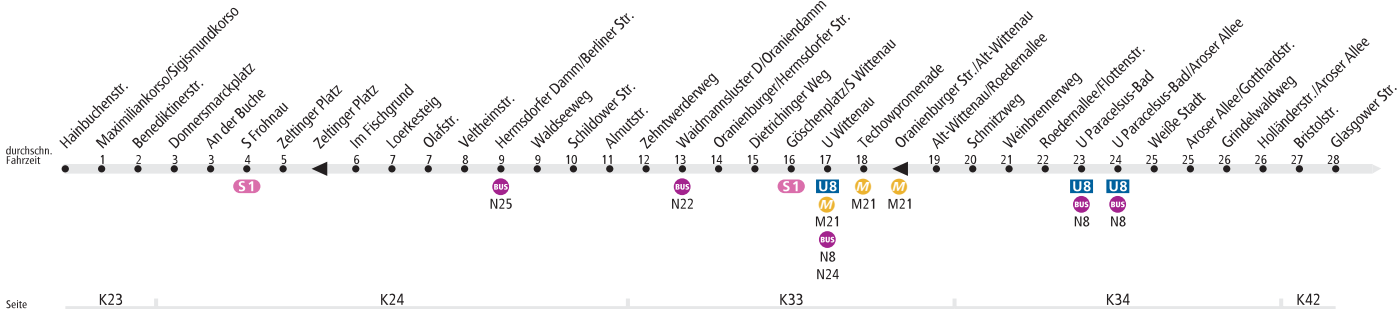 Hainbuchenstr.
Maximiliankorso/Sigismundkorso
Benediktinerstr.
Donnersmarckplatz
An der Buche
S Frohnau
Zeltinger Platz
Zeltinger Platz
Im Fischgrund
Loerkesteig
Olafstr.
Veltheimstr.
Hermsdorfer Damm/Berliner Str.
Waldseeweg
Schildower Str.
Almutstr.
Zehntwerderweg
Waidmannsluster D/Oraniendamm
Oranienburger/Hermsdorfer Str.
Dietrichinger Weg
Göschenplatz/S Wittenau
U Wittenau
Techowpromenade
Oranienburger Str./Alt-Wittenau
Alt-Wittenau/Roedernallee
Schmitzweg
Weinbrennerweg
Roedernallee/Flottenstr.
U Paracelsus-Bad
U Paracelsus-Bad/Aroser Allee
Weiße Stadt
Aroser Allee/Gotthardstr.
Grindelwaldweg
Holländerstr./Aroser Allee
Bristolstr.
Glasgower Str.
durchschn.
Fahrzeit 1 2 3 3 4 5 6 7 7 8 9 9 10 11 12 13 14 15 16 17 18 19 20 21 22 23 24 25 25 26 26 27 28
S1 BUS BUS S1 U8 M M U8 U8
N25 N22 M M21 M21 BUS BUS
M21 N8 N8
BUS
N8
N24
Seite K23 K24 K33 K34 K42